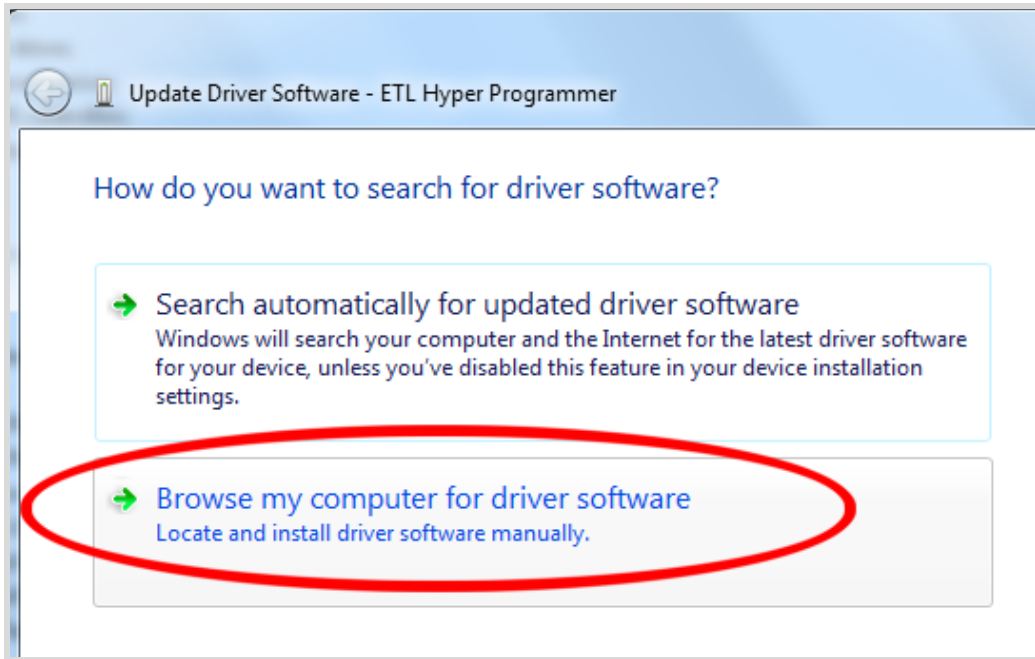 Update Driver Software - ETL Hyper Programmer
How do you want to search for driver software?
Search automatically for updated driver software
Windows will search your computer and the Internet for the latest driver software
for your device, unless you've disabled this feature in your device installation
settings.
Browse my computer for driver software
Locate and install driver software manually.